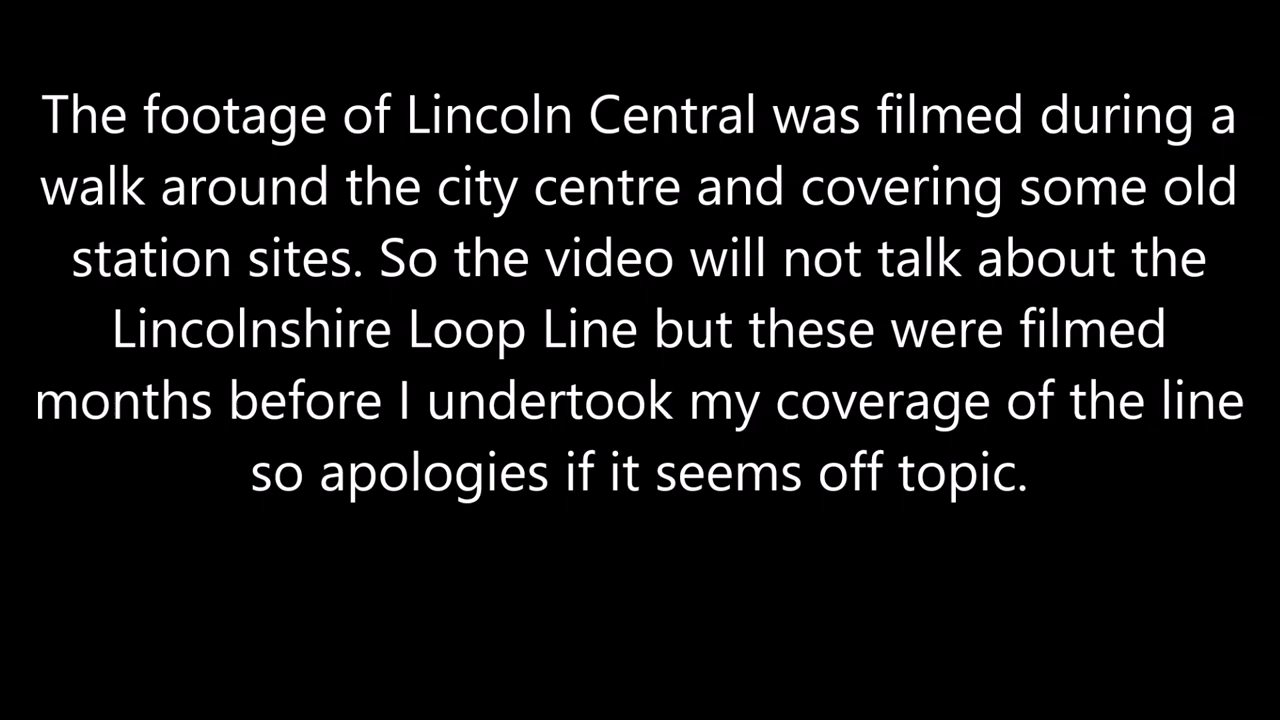 The footage of Lincoln Central was filmed during a
walk around the city centre and covering some old
station sites. So the video will not talk about the
Lincolnshire Loop Line but these were filmed
months before I undertook my coverage of the line
so apologies if it seems off topic.